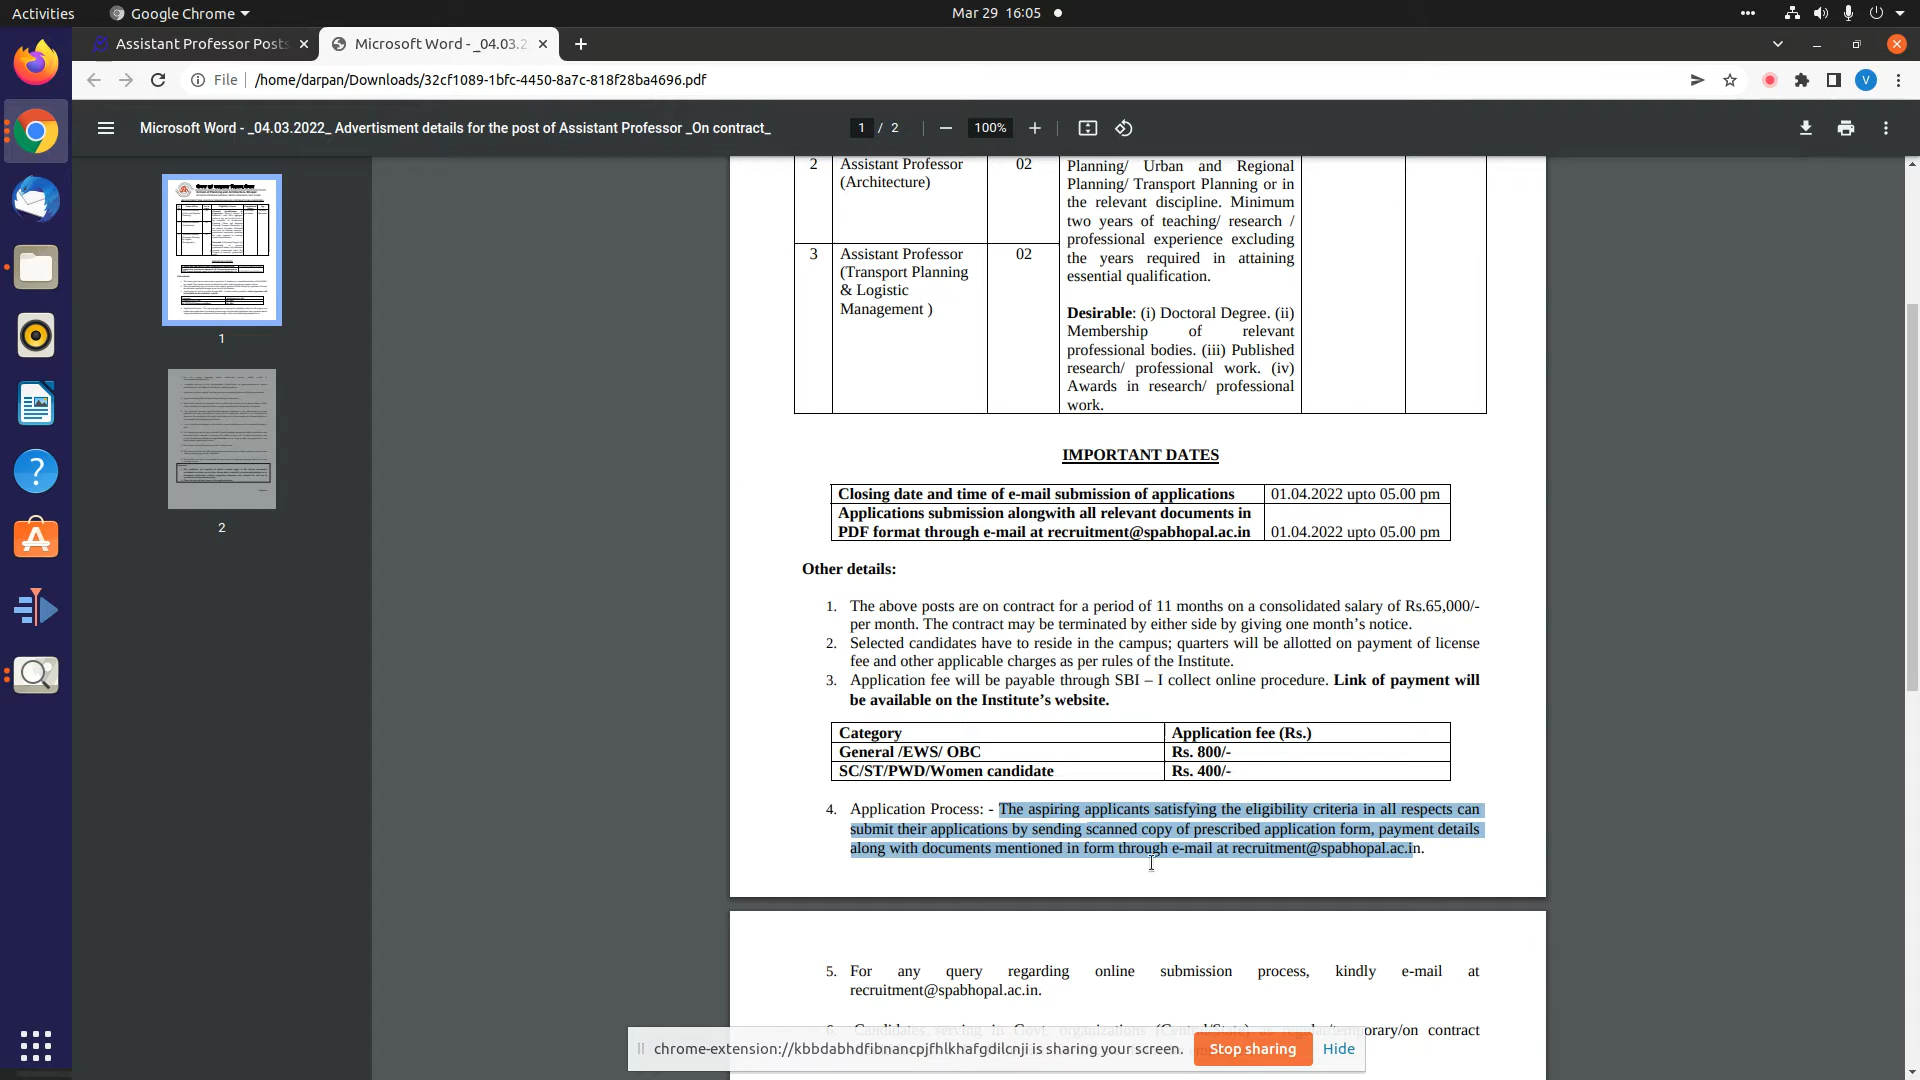 Activities
Google Chrome
Mar 29 16:05
Assistant Professor Posts
Microsoft Word - _04.03.2
V
File
/home/darpan/Downloads/32cf1089-1bfc-4450-8a7c-818f28ba4696.pdf
Microsoft Word - _04.03.2022_ Advertisment details for the post of Assistant Professor _On contract_
1 / 2
100%
1
2
2 Assistant Professor 02
(Architecture)
3 Assistant Professor 02
(Transport Planning
& Logistic
Management )
Planning/ Urban and Regional
Planning/ Transport Planning or in
the relevant discipline. Minimum
two years of teaching/ research /
professional experience excluding
the years required in attaining
essential qualification.
Desirable: (i) Doctoral Degree. (ii)
Membership of relevant
professional bodies. (iii) Published
research/ professional work. (iv)
Awards in research/ professional
work.
IMPORTANT DATES
Closing date and time of e-mail submission of applications 01.04.2022 upto 05.00 pm
Applications submission alongwith all relevant documents in
PDF format through e-mail at recruitment@spabhopal.ac.in 01.04.2022 upto 05.00 pm
Other details:
1. The above posts are on contract for a period of 11 months on a consolidated salary of Rs.65,000/-
per month. The contract may be terminated by either side by giving one month’s notice.
2. Selected candidates have to reside in the campus; quarters will be allotted on payment of license
fee and other applicable charges as per rules of the Institute.
3. Application fee will be payable through SBI – I collect online procedure. Link of payment will
be available on the Institute’s website.
Category Application fee (Rs.)
General /EWS/ OBC Rs. 800/-
SC/ST/PWD/Women candidate Rs. 400/-
4. Application Process: - The aspiring applicants satisfying the eligibility criteria in all respects can
submit their applications by sending scanned copy of prescribed application form, payment details
along with documents mentioned in form through e-mail at recruitment@spabhopal.ac.in.
5. For any query regarding online submission process, kindly e-mail at
recruitment@spabhopal.ac.in.
6. Candidates serving in Govt. organizations (Central/State) regular/temporary/on contract
chrome-extension://kbbdabhdfibnancpjfhlkhafgdilcnji is sharing your screen.
Stop sharing
Hide